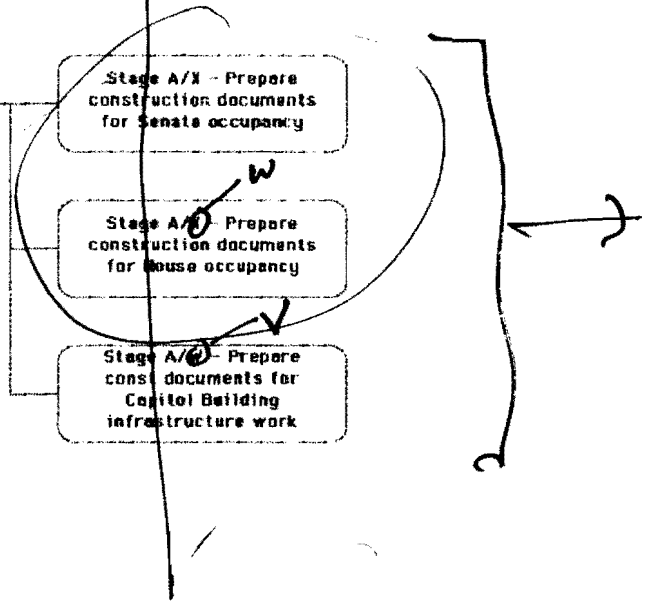 Stage A/X - Prepare
construction documents
for Senate occupancy
W
Stage A/ - Prepare
construction documents
for House occupancy
V
Stage A/ - Prepare
const documents for
Capitol Building
infrastructure work